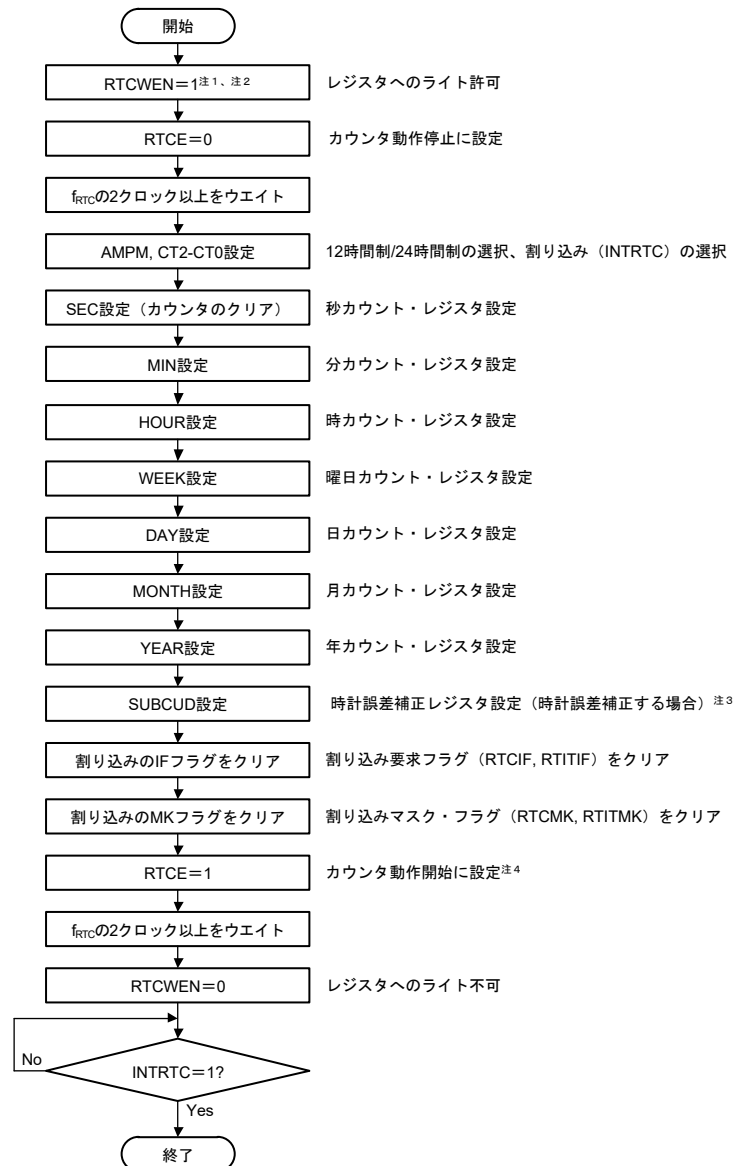 開始
RTCWEN＝1注1、注2 レジスタへのライト許可
RTCE＝0 カウンタ動作停止に設定
fRTCの2クロック以上をウエイト
AMPM, CT2-CT0設定 12時間制/24時間制の選択、割り込み（INTRTC）の選択
SEC設定（カウンタのクリア） 秒カウント・レジスタ設定
MIN設定 分カウント・レジスタ設定
HOUR設定 時カウント・レジスタ設定
WEEK設定 曜日カウント・レジスタ設定
DAY設定 日カウント・レジスタ設定
MONTH設定 月カウント・レジスタ設定
YEAR設定 年カウント・レジスタ設定
SUBCUD設定 時計誤差補正レジスタ設定（時計誤差補正する場合）注3
割り込みのIFフラグをクリア 割り込み要求フラグ（RTCIF, RTITIF）をクリア
割り込みのMKフラグをクリア 割り込みマスク・フラグ（RTCMK, RTITMK）をクリア
RTCE＝1 カウンタ動作開始に設定注4
fRTCの2クロック以上をウエイト
RTCWEN＝0 レジスタへのライト不可
No
INTRTC＝1?
Yes
終了